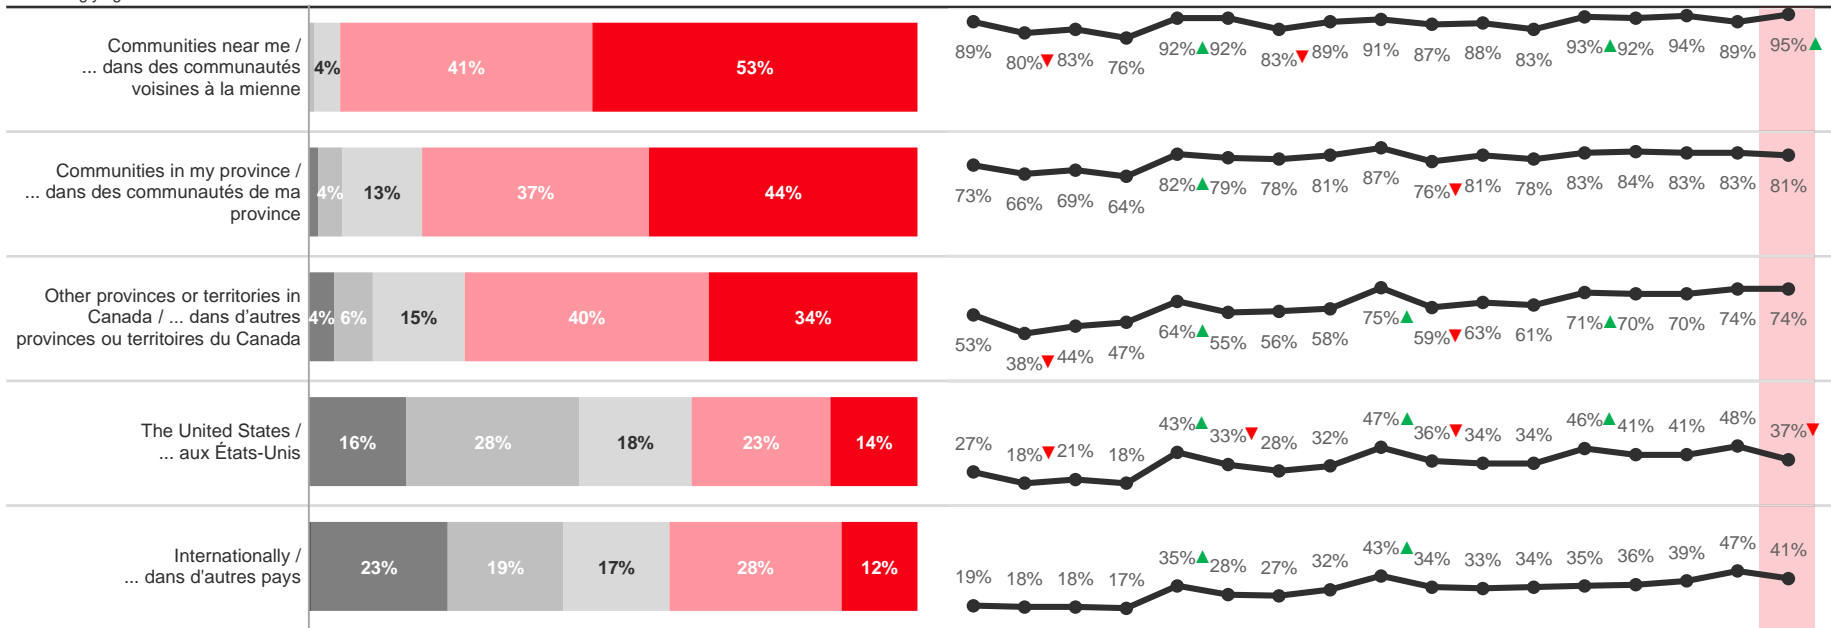 Communities near me /
... dans des communautés
voisines à la mienne
4% 41% 53%
89% 80%▼ 83% 76% 92%▲ 92% 83%▼ 89% 91% 87% 88% 83% 93%▲ 92% 94% 89% 95%▲
Communities in my province /
... dans des communautés de ma
province
4% 13% 37% 44%
73% 66% 69% 64% 82%▲ 79% 78% 81% 87% 76%▼ 81% 78% 83% 84% 83% 83% 81%
Other provinces or territories in
Canada / ... dans d'autres
provinces ou territoires du Canada
4% 6% 15% 40% 34%
53% 38%▼ 44% 47% 64%▲ 55% 56% 58% 75%▲ 59%▼ 63% 61% 71%▲ 70% 70% 74% 74%
The United States /
... aux États-Unis
16% 28% 18% 23% 14%
27% 18%▼ 21% 18% 43%▲ 33%▼ 28% 32% 47%▲ 36%▼ 34% 34% 46%▲ 41% 41% 48% 37%▼
Internationally /
... dans d'autres pays
23% 19% 17% 28% 12%
19% 18% 18% 17% 35%▲ 28% 27% 32% 43%▲ 34% 33% 34% 35% 36% 39% 47% 41%